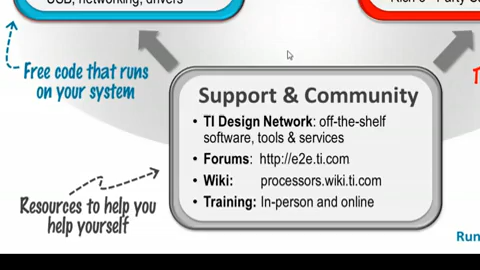 USB, networking, drivers
Free code that runs
on your system
Support & Community
• TI Design Network: off-the-shelf
software, tools & services
• Forums: http://e2e.ti.com
• Wiki: processors.wiki.ti.com
• Training: In-person and online
Resources to help you
help yourself
Run